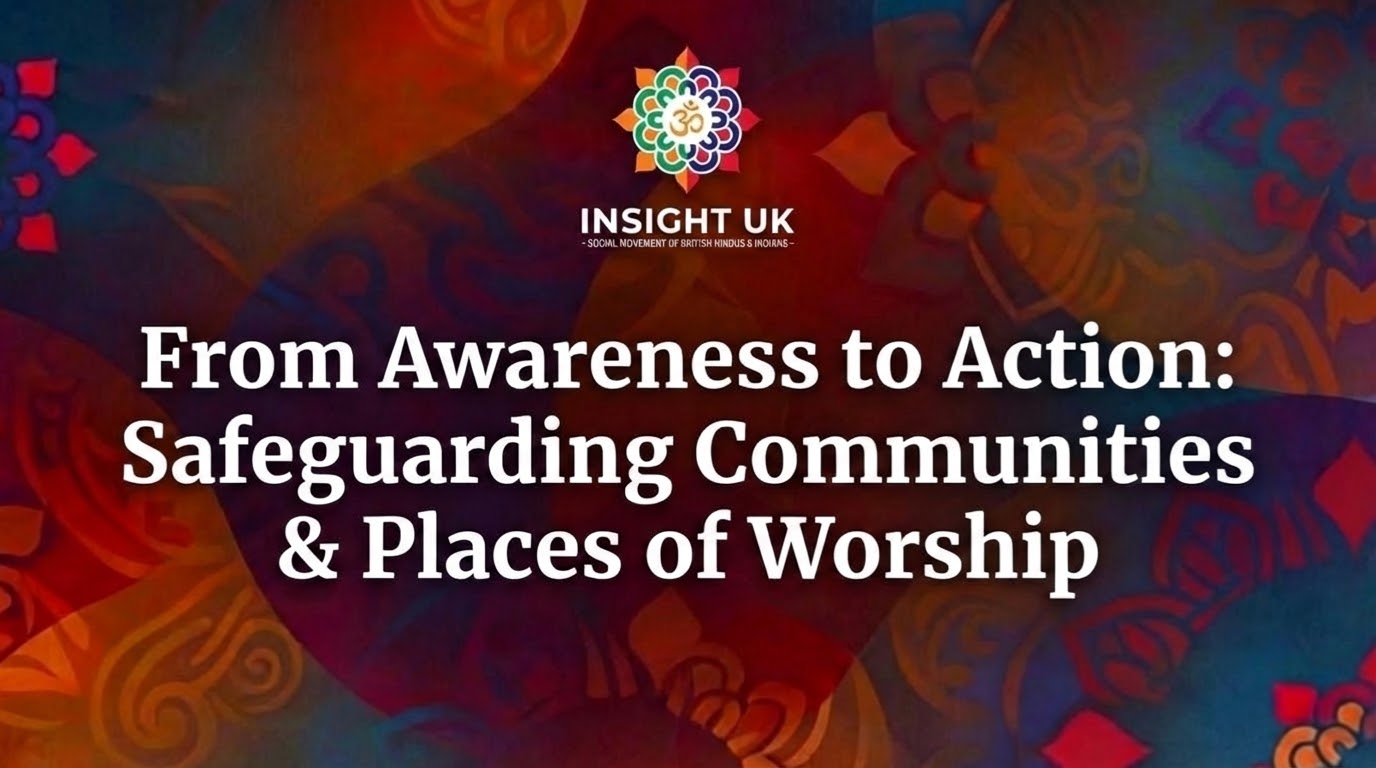 ॐ
INSIGHT UK
- SOCIAL MOVEMENT OF BRITISH HINDUS & INDIANS -
From Awareness to Action:
Safeguarding Communities
& Places of Worship